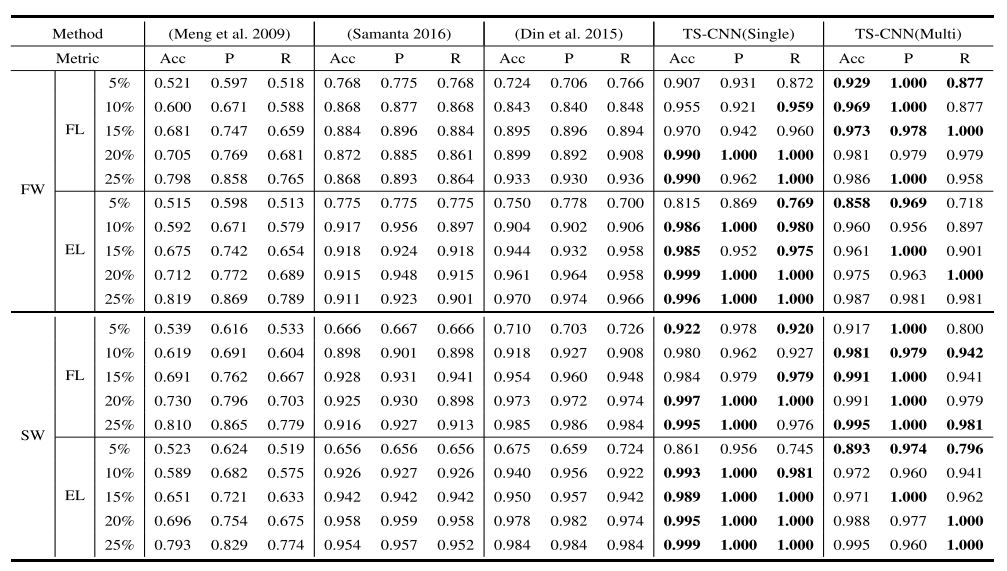 Method (Meng et al. 2009) (Samanta 2016) (Din et al. 2015) TS-CNN(Single) TS-CNN(Multi)
Metric Acc P R Acc P R Acc P R Acc P R Acc P R
FW FL 5% 0.521 0.597 0.518 0.768 0.775 0.768 0.724 0.706 0.766 0.907 0.931 0.872 0.929 1.000 0.877
10% 0.600 0.671 0.588 0.868 0.877 0.868 0.843 0.840 0.848 0.955 0.921 0.959 0.969 1.000 0.877
15% 0.681 0.747 0.659 0.884 0.896 0.884 0.895 0.896 0.894 0.970 0.942 0.960 0.973 0.978 1.000
20% 0.705 0.769 0.681 0.872 0.885 0.861 0.899 0.892 0.908 0.990 1.000 1.000 0.981 0.979 0.979
25% 0.798 0.858 0.765 0.868 0.893 0.864 0.933 0.930 0.936 0.990 0.962 1.000 0.986 1.000 0.958
EL 5% 0.515 0.598 0.513 0.775 0.775 0.775 0.750 0.778 0.700 0.815 0.869 0.769 0.858 0.969 0.718
10% 0.592 0.671 0.579 0.917 0.956 0.897 0.904 0.902 0.906 0.986 1.000 0.980 0.960 0.956 0.897
15% 0.675 0.742 0.654 0.918 0.924 0.918 0.944 0.932 0.958 0.985 0.952 0.975 0.961 1.000 0.901
20% 0.712 0.772 0.689 0.915 0.948 0.915 0.961 0.964 0.958 0.999 1.000 1.000 0.975 0.963 1.000
25% 0.819 0.869 0.789 0.911 0.923 0.901 0.970 0.974 0.966 0.996 1.000 1.000 0.987 0.981 0.981
SW FL 5% 0.539 0.616 0.533 0.666 0.667 0.666 0.710 0.703 0.726 0.922 0.978 0.920 0.917 1.000 0.800
10% 0.619 0.691 0.604 0.898 0.901 0.898 0.918 0.927 0.908 0.980 0.962 0.927 0.981 0.979 0.942
15% 0.691 0.762 0.667 0.928 0.931 0.941 0.954 0.960 0.948 0.984 0.979 0.979 0.991 1.000 0.941
20% 0.730 0.796 0.703 0.925 0.930 0.898 0.973 0.972 0.974 0.997 1.000 1.000 0.991 1.000 0.979
25% 0.810 0.865 0.779 0.916 0.927 0.913 0.985 0.986 0.984 0.995 1.000 0.976 0.995 1.000 0.981
EL 5% 0.523 0.624 0.519 0.656 0.656 0.656 0.675 0.659 0.724 0.861 0.956 0.745 0.893 0.974 0.796
10% 0.589 0.682 0.575 0.926 0.927 0.926 0.940 0.956 0.922 0.993 1.000 0.981 0.972 0.960 0.941
15% 0.651 0.721 0.633 0.942 0.942 0.942 0.950 0.957 0.942 0.989 1.000 1.000 0.971 1.000 0.962
20% 0.696 0.754 0.675 0.958 0.959 0.958 0.978 0.982 0.974 0.995 1.000 1.000 0.988 0.977 1.000
25% 0.793 0.829 0.774 0.954 0.957 0.952 0.984 0.984 0.984 0.999 1.000 1.000 0.995 0.960 1.000